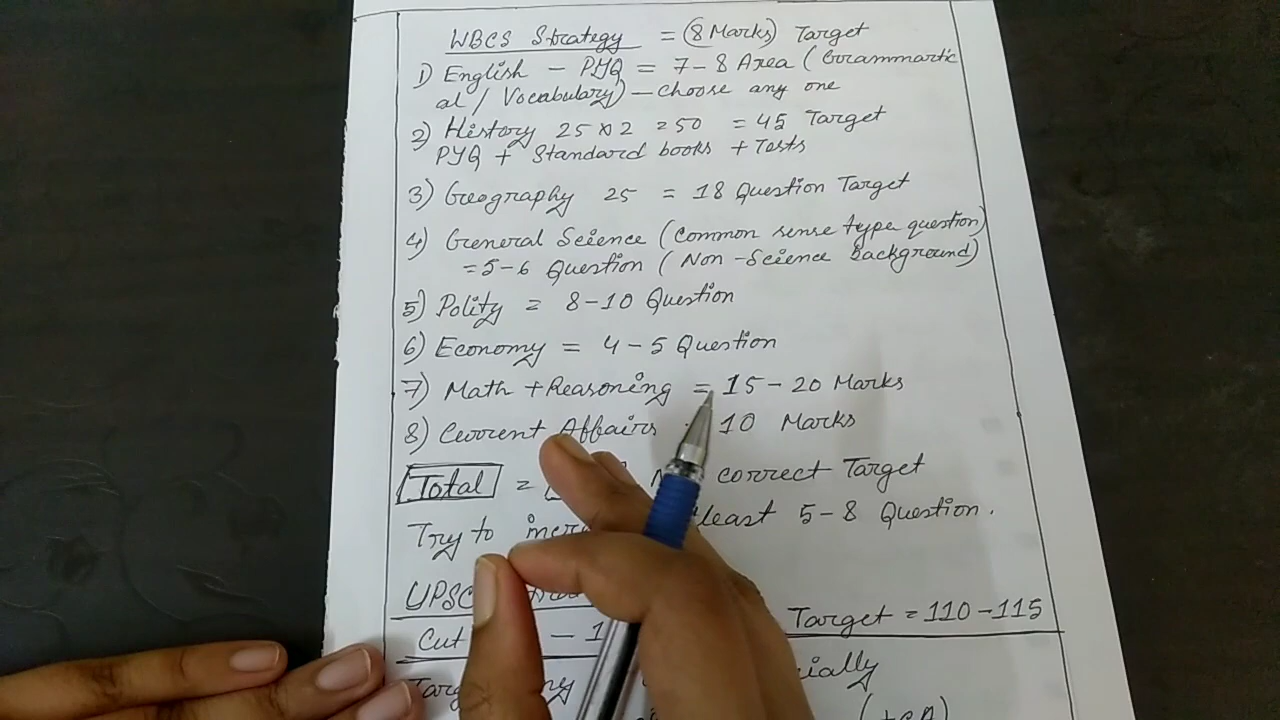 WBCS Strategy = (8 Marks) Target
1) English - PYQ = 7-8 Area (Grammartic
al / Vocabulary) - choose any one
2) History 25 x 2 = 50 = 45 Target
PYQ + Standard books + Tests
3) Geography 25 = 18 Question Target
4) General Science (Common sense type question)
= 5-6 Question (Non-Science background)
5) Polity = 8-10 Question
6) Economy = 4-5 Question
7) Math + Reasoning = 15-20 Marks
8) Current Affairs 10 Marks
Total = correct Target
Try to 5-8 Question.
UPSC
Cut - 1 Target = 110-115